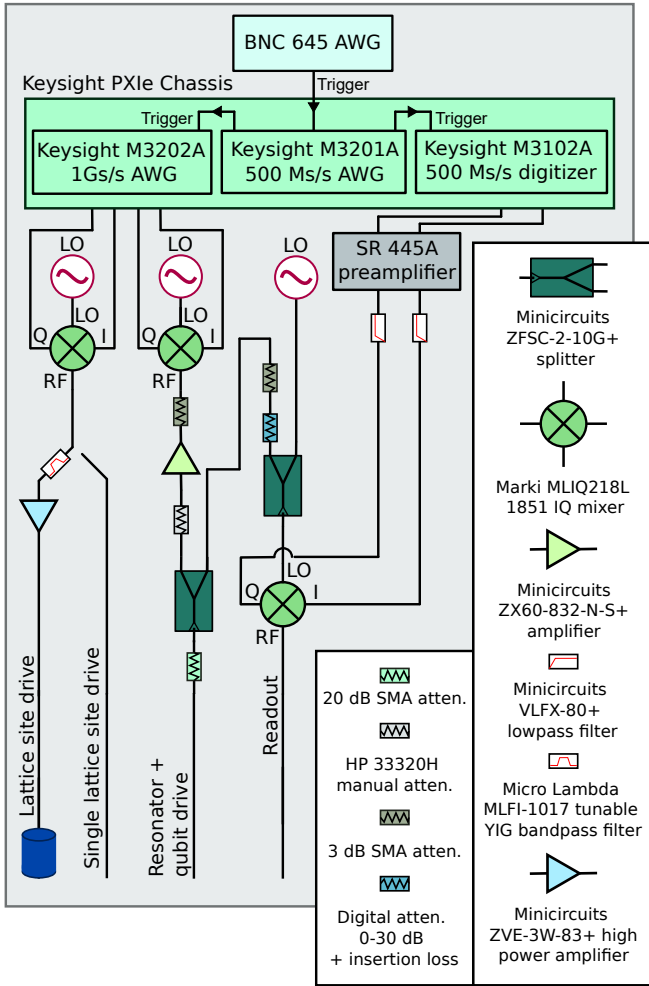 BNC 645 AWG
Keysight PXIe Chassis
Trigger
Trigger
Trigger
Keysight M3202A
1Gs/s AWG
Keysight M3201A
500 Ms/s AWG
Keysight M3102A
500 Ms/s digitizer
LO
LO
LO
SR 445A
preamplifier
LO
LO
Q
I
Q
I
RF
RF
LO
Q
I
RF
Lattice site drive
Single lattice site drive
Resonator +
qubit drive
Readout
20 dB SMA atten.
HP 33320H
manual atten.
3 dB SMA atten.
Digital atten.
0-30 dB
+ insertion loss
Minicircuits
ZFSC-2-10G+
splitter
Marki MLIQ218L
1851 IQ mixer
Minicircuits
ZX60-832-N-S+
amplifier
Minicircuits
VLFX-80+
lowpass filter
Micro Lambda
MLFI-1017 tunable
YIG bandpass filter
Minicircuits
ZVE-3W-83+ high
power amplifier